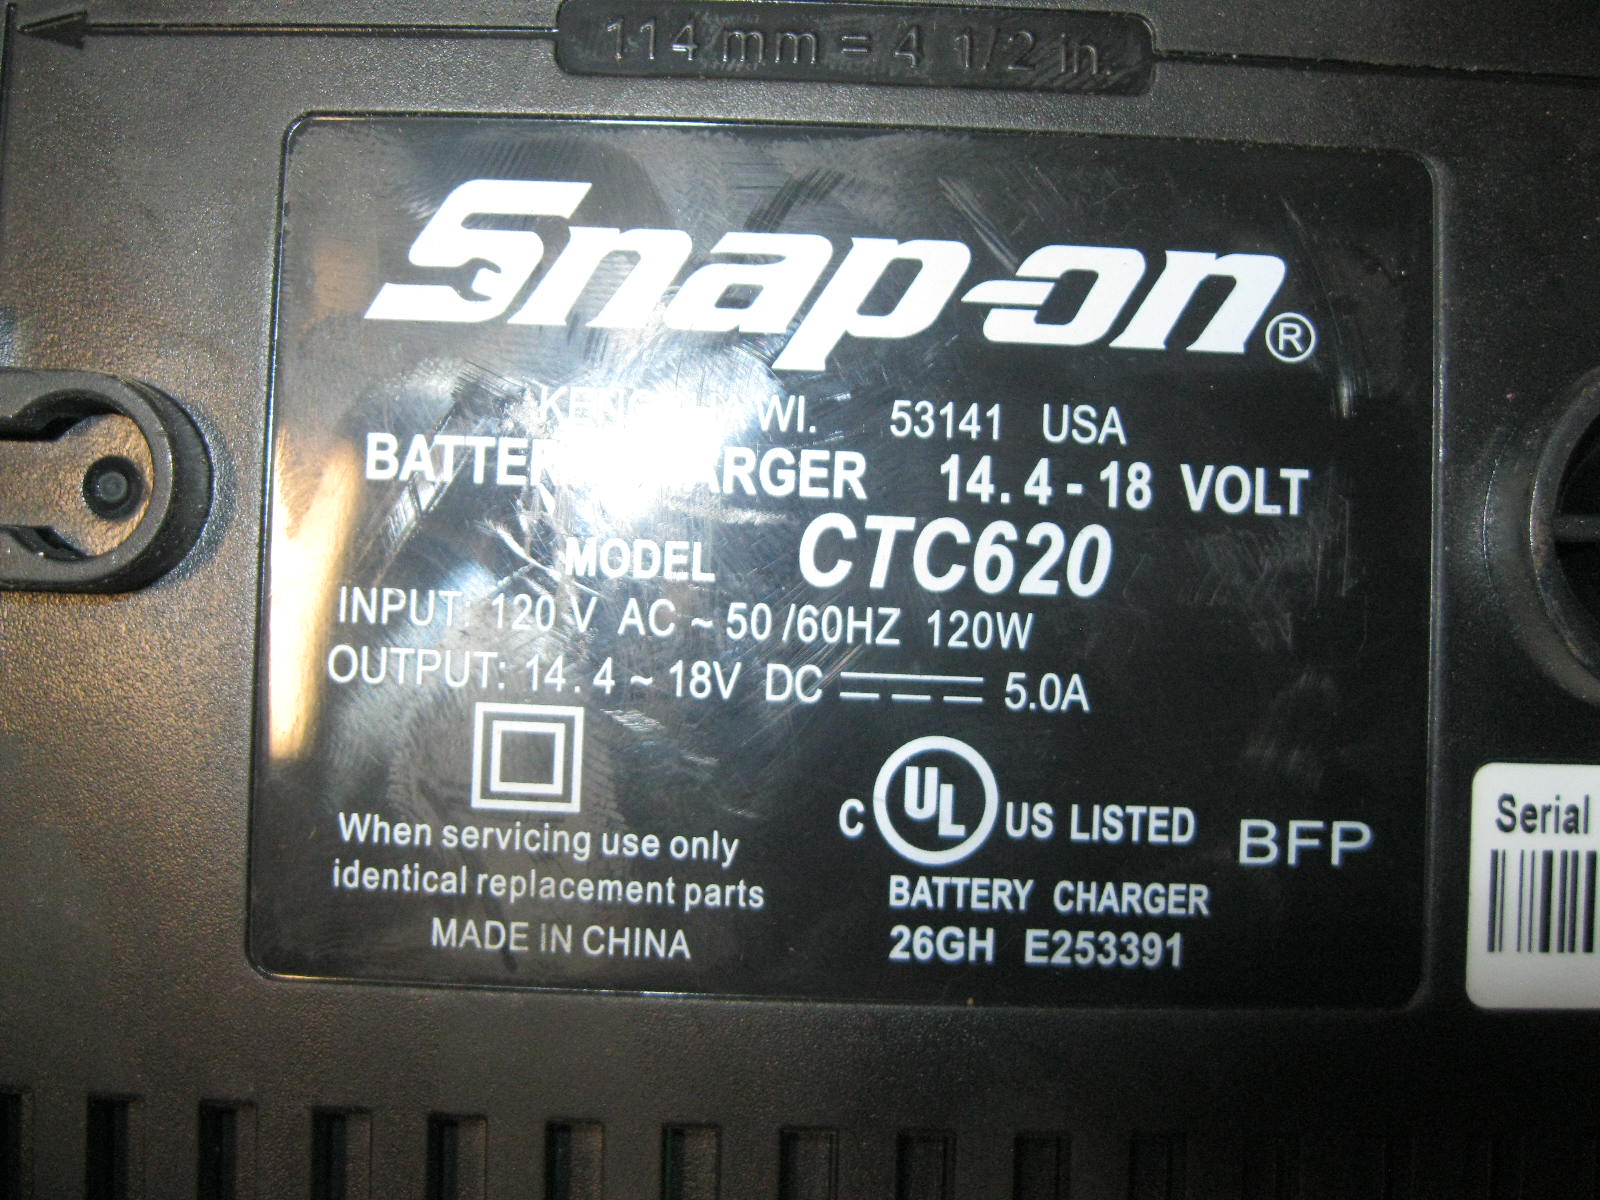 114 mm = 4 1/2 in.
Snap-on®
WI. 53141 USA
14.4 - 18 VOLT
MODEL CTC620
INPUT: 120 V AC ~ 50 /60HZ 120W
OUTPUT: 14.4 ~ 18V DC 5.0A
When servicing use only
identical replacement parts
MADE IN CHINA
C UL US LISTED
BFP
BATTERY CHARGER
26GH E253391
Serial